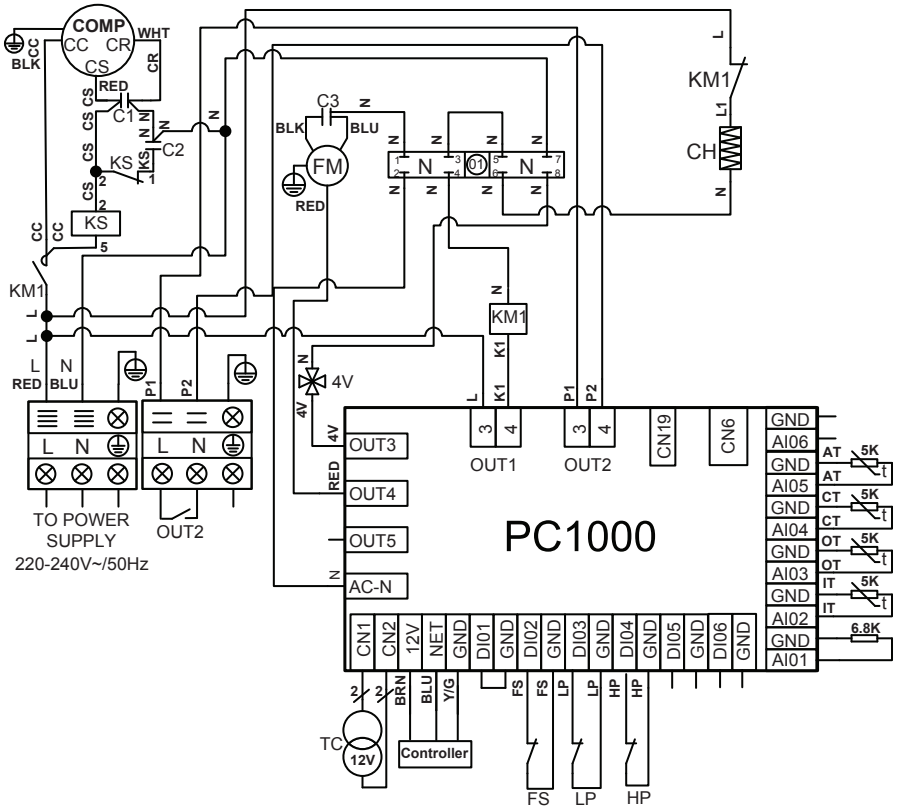 COMP
CC CR WHT
CC
BLK
CS
CR
RED
CS CS
C1
N N N
C2
CS CS
KS
KS
2 1
CS
2
KS
5
CC CC
KM1
L
L
L N
RED BLU
P1 P2
L N
L N
TO POWER
SUPPLY
220-240V~/50Hz
OUT2
C3 N
BLK BLU
FM
RED
N N N N
1 3 5 7
N 01 N
2 4 6 8
N N N N
N
KM1
K1
L K1 P1 P2
L
KM1
L1
CH
N
N
4V
4V
4V
OUT3
RED
OUT4
OUT5
N
AC-N
3 4
OUT1
3 4
OUT2
CN19
CN6
PC1000
GND
AI06
GND
AI05
GND
AI04
GND
AI03
GND
AI02
GND
AI01
AT 5K
t
AT
CT 5K
t
CT
OT 5K
t
OT
IT 5K
t
IT
6.8K
CN1 CN2 12V NET GND DI01 GND DI02 GND DI03 GND DI04 GND DI05 GND DI06 GND
2 2 BRN BLU Y/G FS FS LP LP HP HP
TC
12V
Controller
FS LP HP